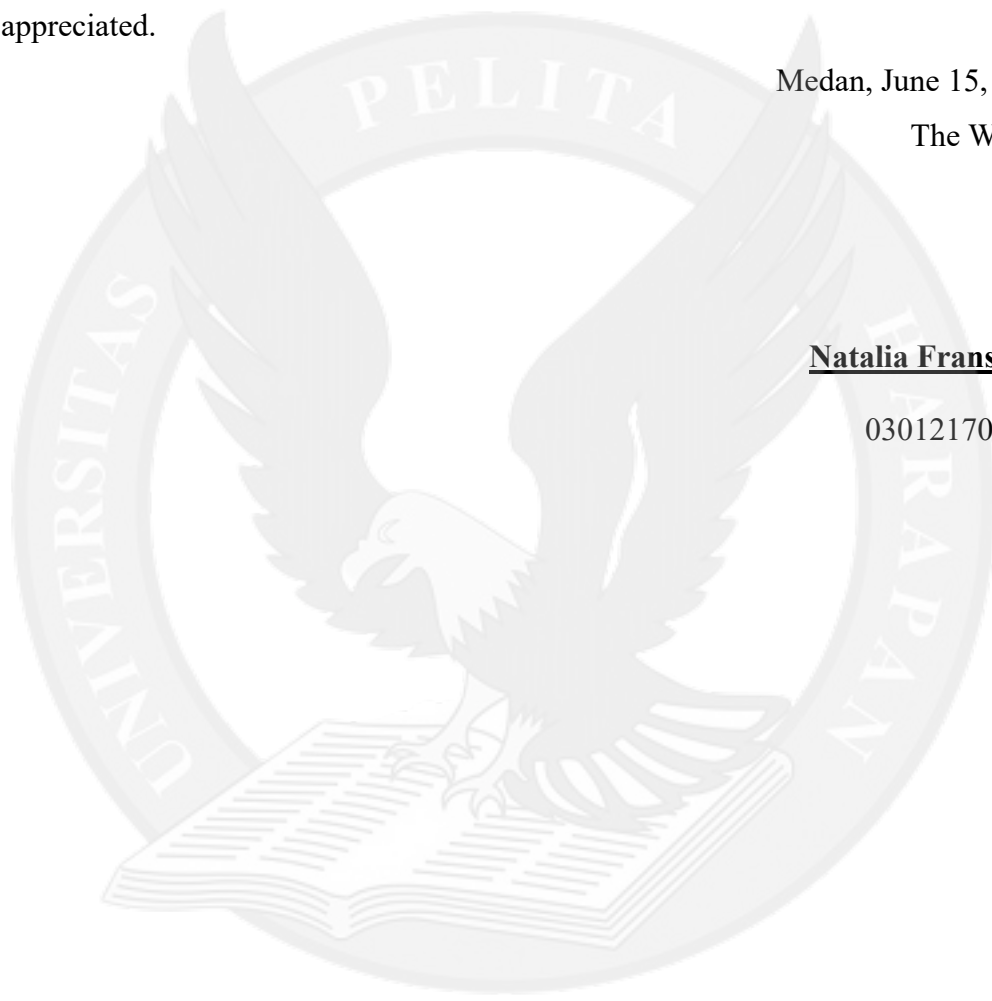 appreciated.
Medan, June 15,
The W
Natalia Frans
03012170
UNIVERSITAS PELITA HARAPAN